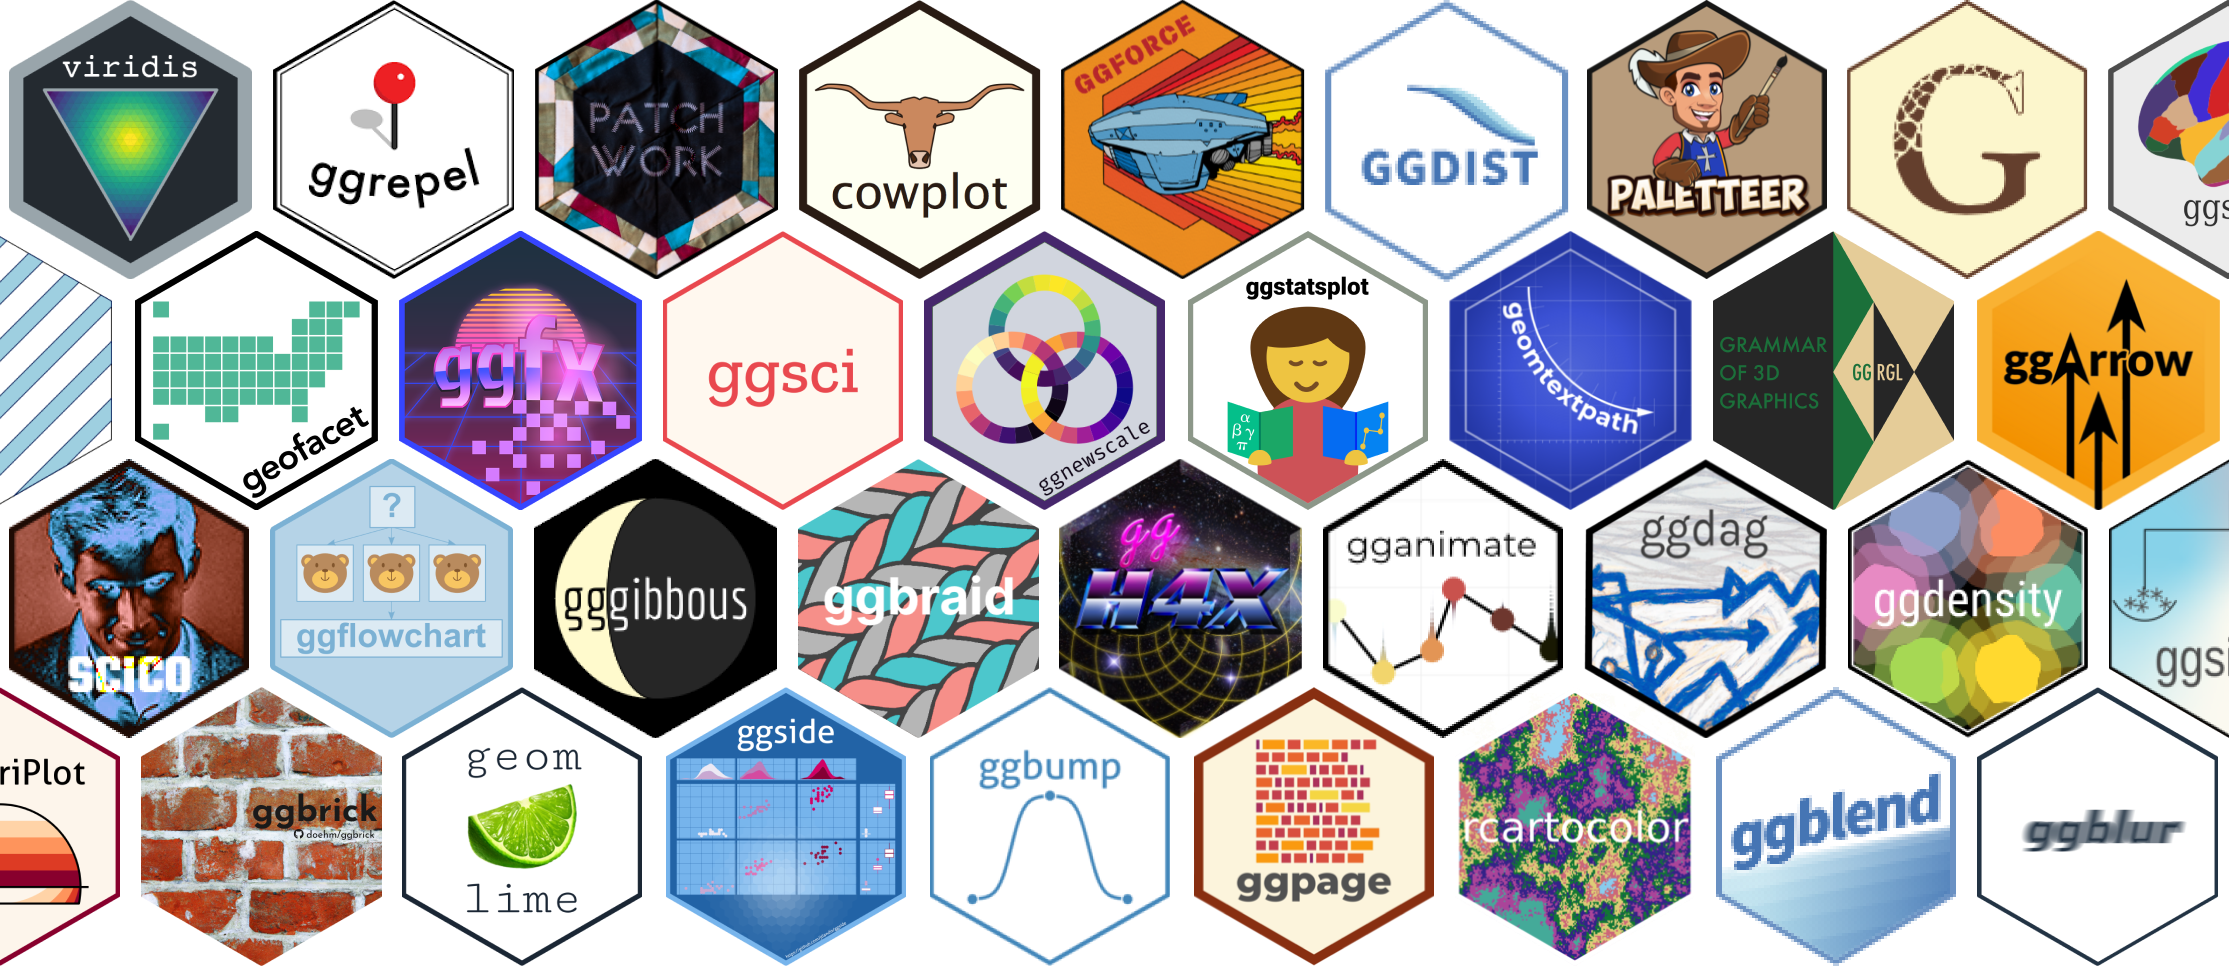 viridis
ggrepel
PATCH
WORK
cowplot
GGFORCE
GGDIST
PALETTEER
G
ggs
geofacet
ggfx
ggsci
ggnewscale
ggstatsplot
α
β γ
π
geomtextpath
GRAMMAR
OF 3D
GRAPHICS
GG RGL
ggArrow
SCiCO
?
ggflowchart
gggibbous
ggbraid
gg
H4X
gganimate
ggdag
ggdensity
ggsi
riPlot
ggbrick
doehm/ggbrick
geom
lime
ggside
ggbump
ggpage
rcartocolor
ggblend
ggblur